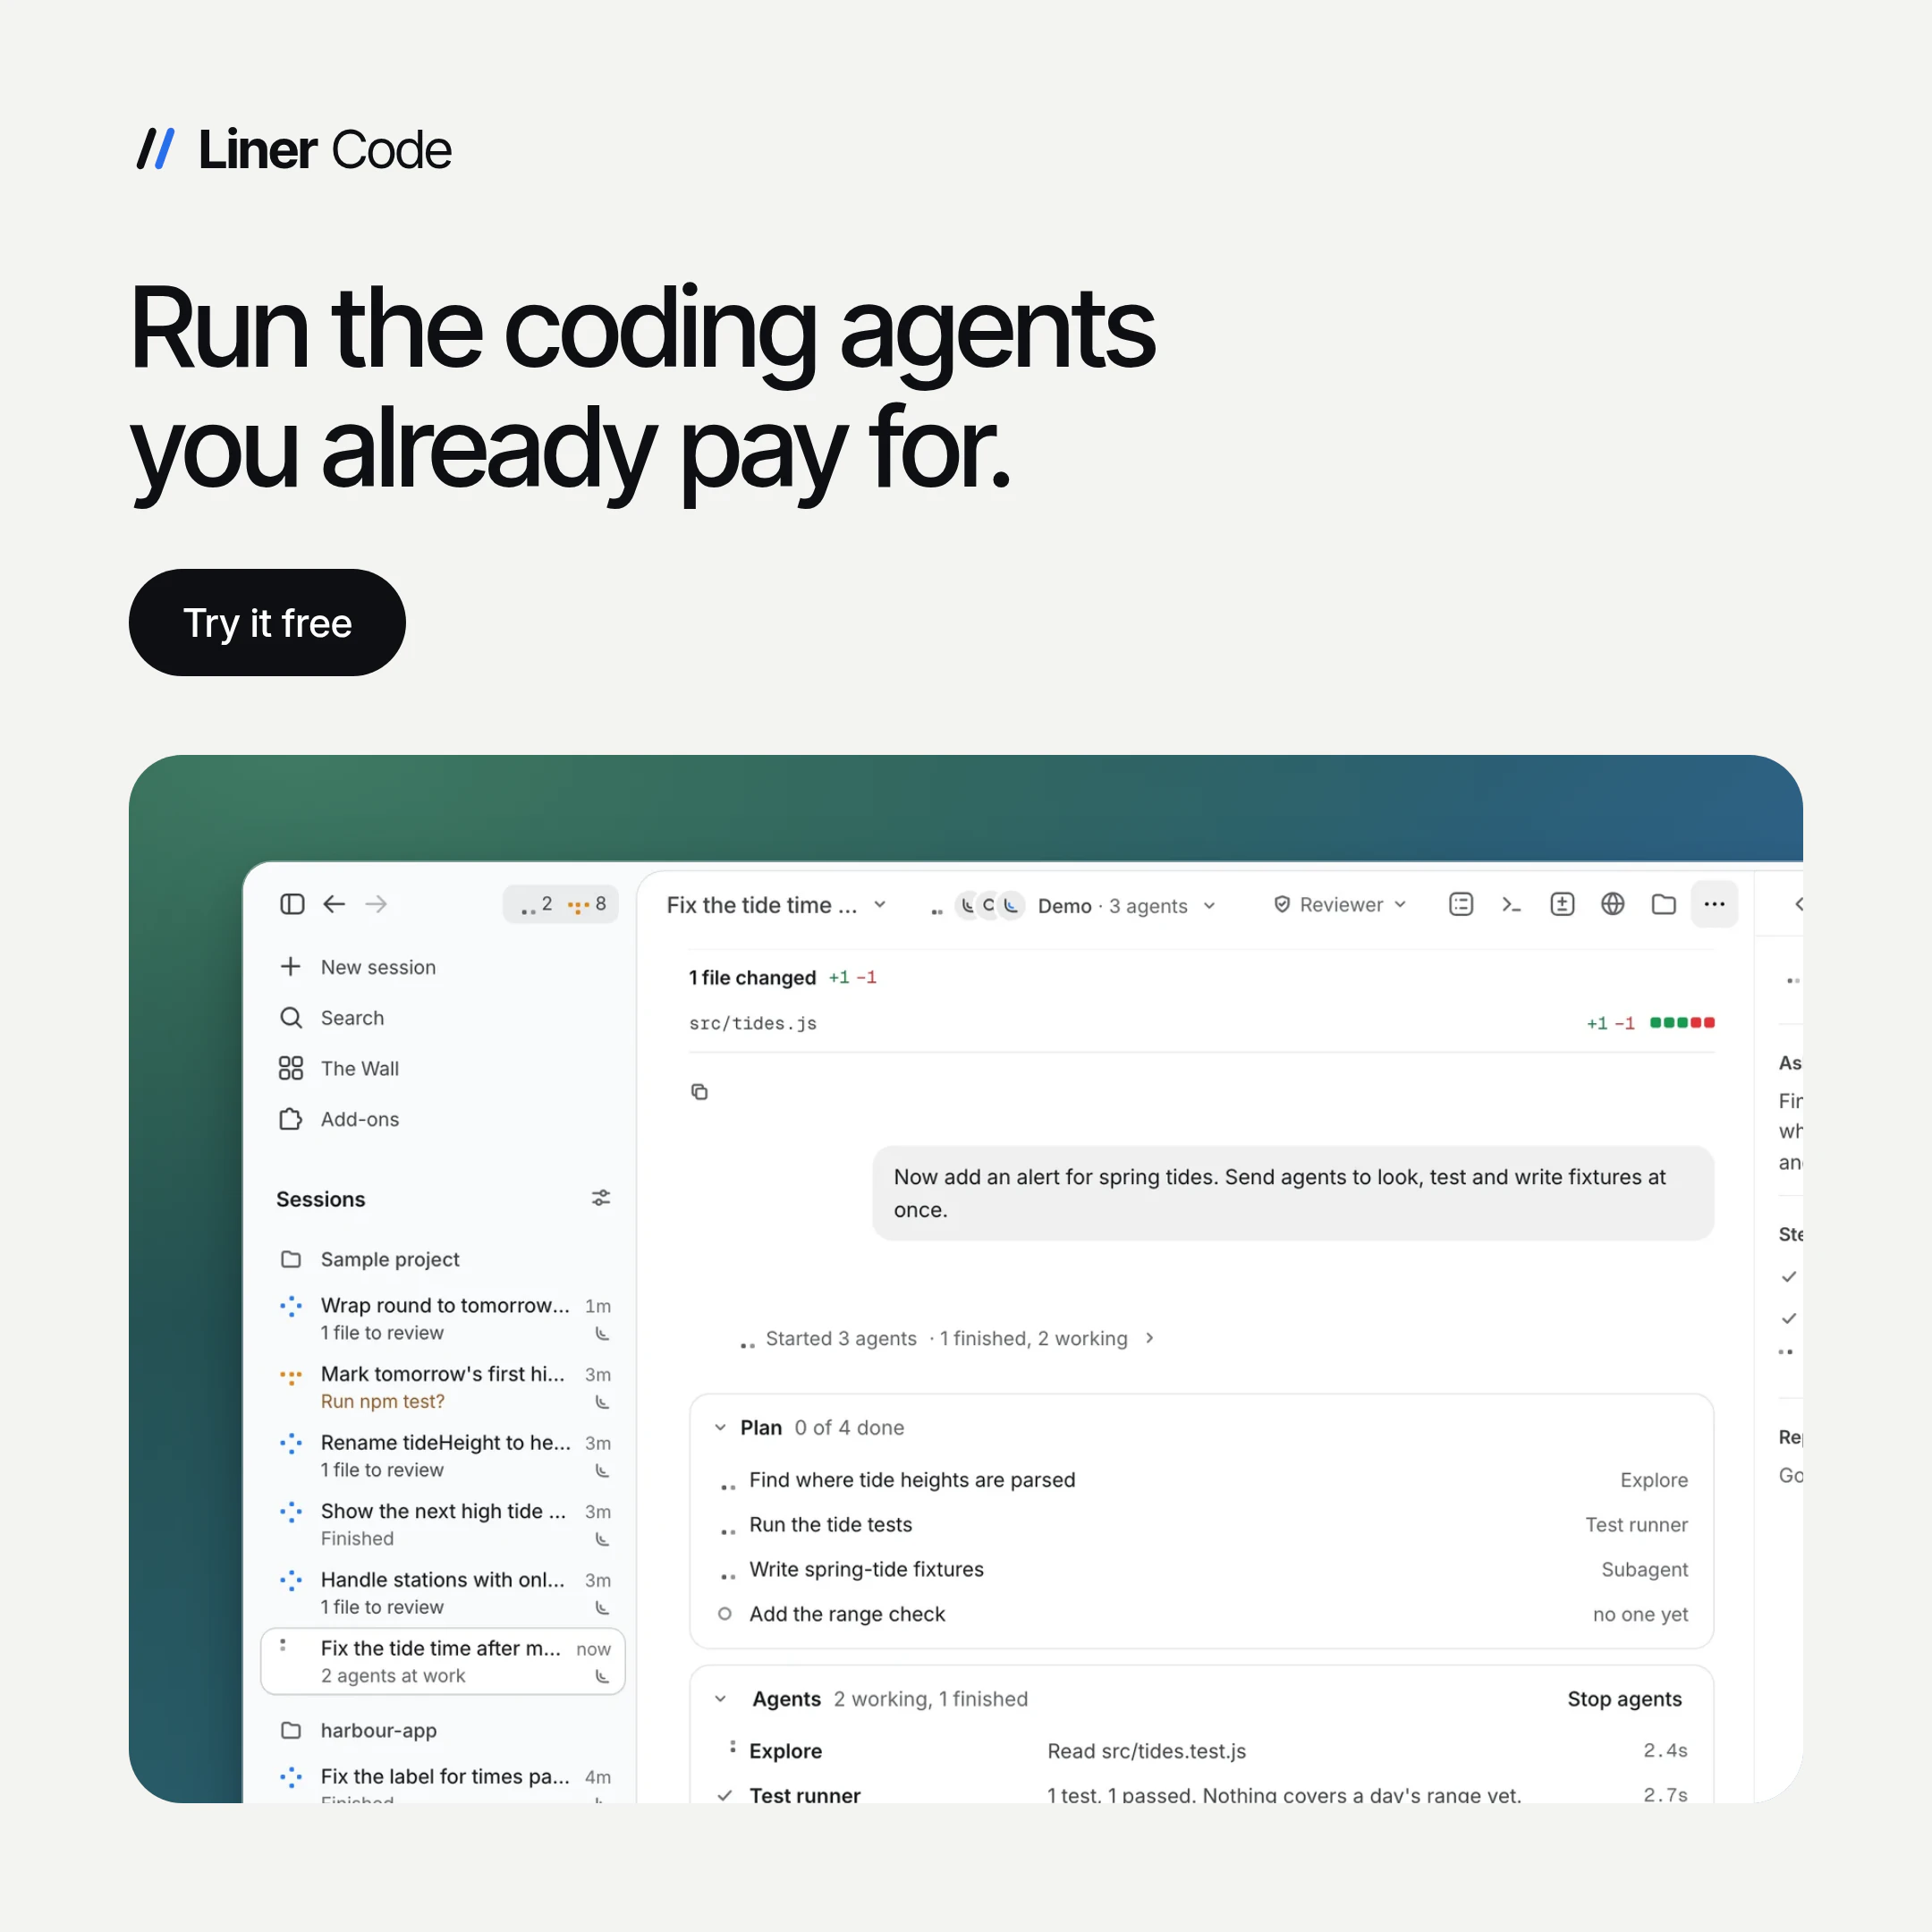 Liner Code
Run the coding agents
you already pay for.
Try it free
2 8
New session
Search
The Wall
Add-ons
Sessions
Sample project
Wrap round to tomorrow... 1m
1 file to review
Mark tomorrow's first hi... 3m
Run npm test?
Rename tideHeight to he... 3m
1 file to review
Show the next high tide ... 3m
Finished
Handle stations with onl... 3m
1 file to review
Fix the tide time after m... now
2 agents at work
harbour-app
Fix the label for times pa... 4m
Finished
Fix the tide time ... Demo · 3 agents Reviewer
1 file changed +1 −1
src/tides.js +1 −1
Now add an alert for spring tides. Send agents to look, test and write fixtures at
once.
Started 3 agents · 1 finished, 2 working
Plan 0 of 4 done
Find where tide heights are parsed Explore
Run the tide tests Test runner
Write spring-tide fixtures Subagent
Add the range check no one yet
Agents 2 working, 1 finished Stop agents
Explore Read src/tides.test.js 2.4s
Test runner 1 test, 1 passed. Nothing covers a day's range yet. 2.7s